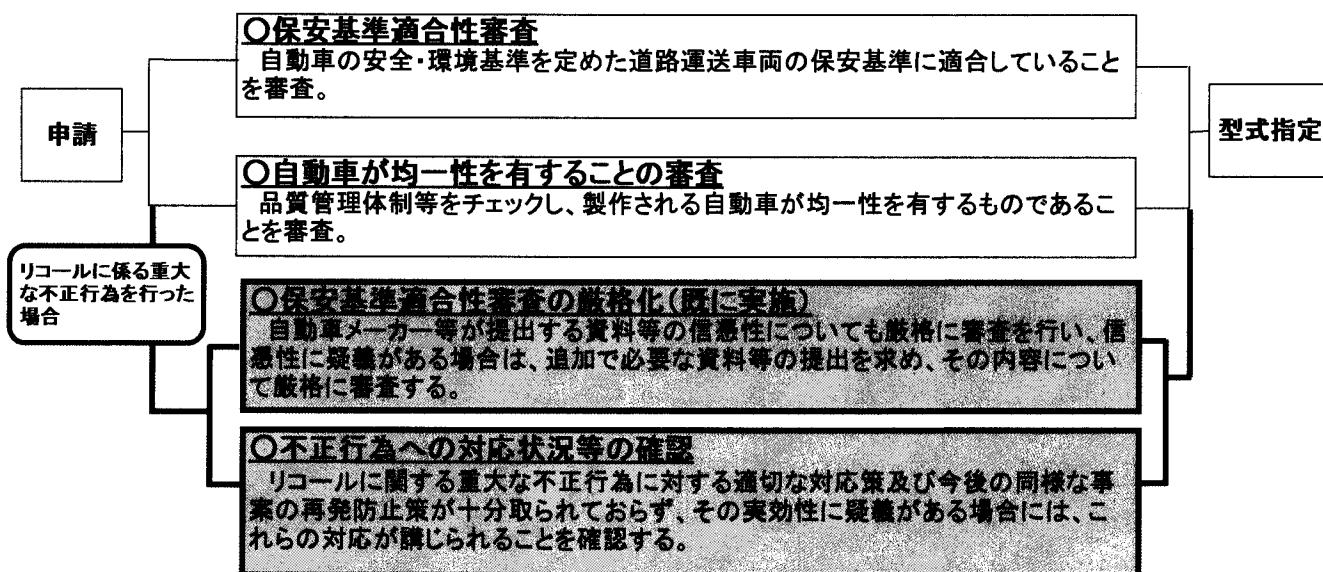 申請
○保安基準適合性審査
自動車の安全・環境基準を定めた道路運送車両の保安基準に適合していること
を審査。
○自動車が均一性を有することの審査
品質管理体制等をチェックし、製作される自動車が均一性を有するものであるこ
とを審査。
型式指定
リコールに係る重大
な不正行為を行った
場合
○保安基準適合性審査の厳格化(既に実施)
自動車メーカー等が提出する資料等の信憑性についても厳格に審査を行い、信
憑性に疑義がある場合は、追加で必要な資料等の提出を求め、その内容につい
て厳格に審査する。
○不正行為への対応状況等の確認
リコールに関する重大な不正行為に対する適切な対応策及び今後の同様な事
案の再発防止策が十分取られておらず、その実効性に疑義がある場合には、こ
れらの対応が講じられることを確認する。